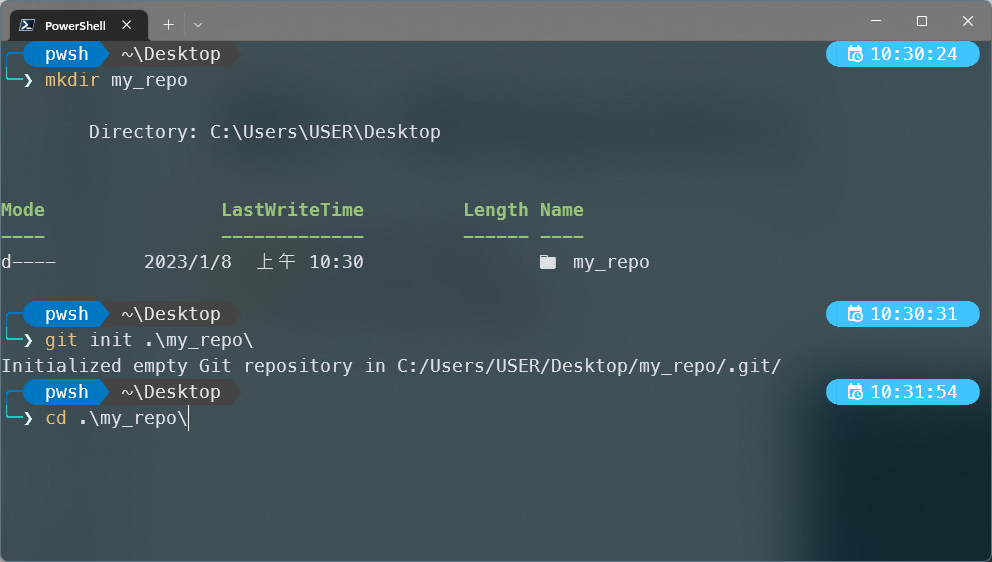 PowerShell
pwsh ~\Desktop 10:30:24
❯ mkdir my_repo
Directory: C:\Users\USER\Desktop
Mode LastWriteTime Length Name
---- ------------- ------ ----
d---- 2023/1/8 上午 10:30 my_repo
pwsh ~\Desktop 10:30:31
❯ git init .\my_repo\
Initialized empty Git repository in C:/Users/USER/Desktop/my_repo/.git/
pwsh ~\Desktop 10:31:54
❯ cd .\my_repo\